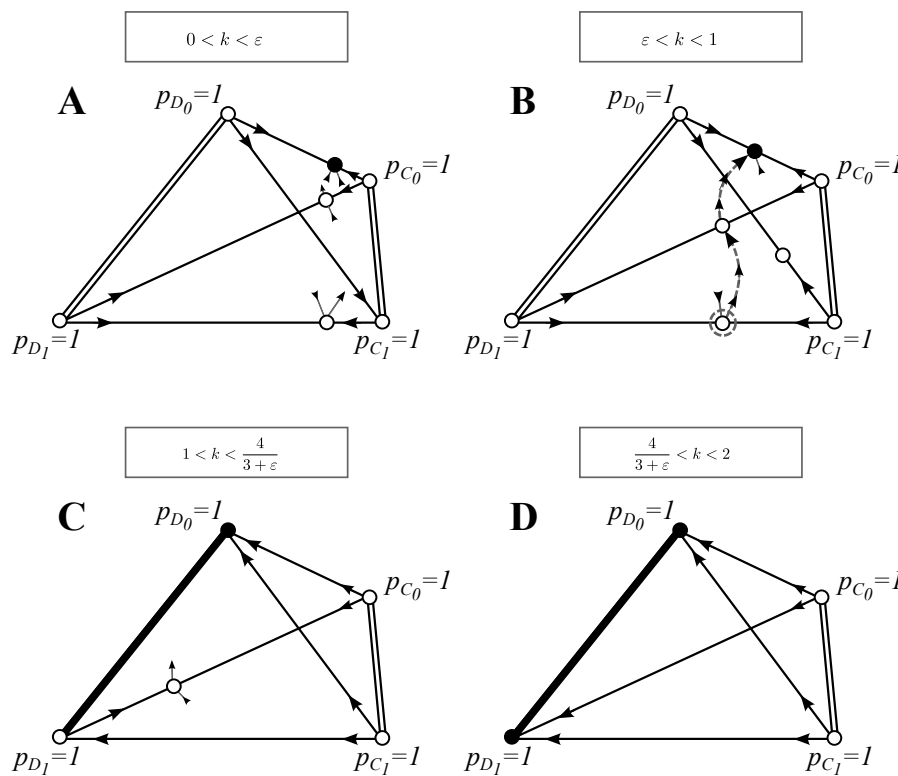 0 < k < ε
ε < k < 1
A
B
p_{D_0}=1
p_{D_0}=1
p_{C_0}=1
p_{C_0}=1
p_{D_1}=1
p_{C_1}=1
p_{D_1}=1
p_{C_1}=1
1 < k < \frac{4}{3+ε}
\frac{4}{3+ε} < k < 2
C
D
p_{D_0}=1
p_{D_0}=1
p_{C_0}=1
p_{C_0}=1
p_{D_1}=1
p_{C_1}=1
p_{D_1}=1
p_{C_1}=1